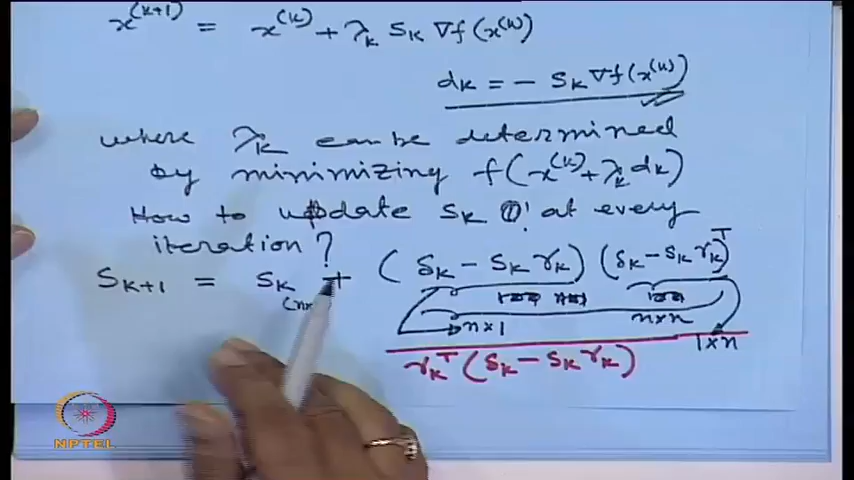 x^(k+1) = x^(k) + λ_k S_k ∇f(x^(k))
d_k = - S_k ∇f(x^(k))
where λ_k can be determined
by minimizing f(x^(k) + λ_k d_k)
How to update S_k at every
iteration ?
S_{k+1} = S_k + (δ_k - S_k γ_k) (δ_k - S_k γ_k)^T
(n×
n×1 n×n 1×n
γ_k^T (δ_k - S_k γ_k)
NPTEL